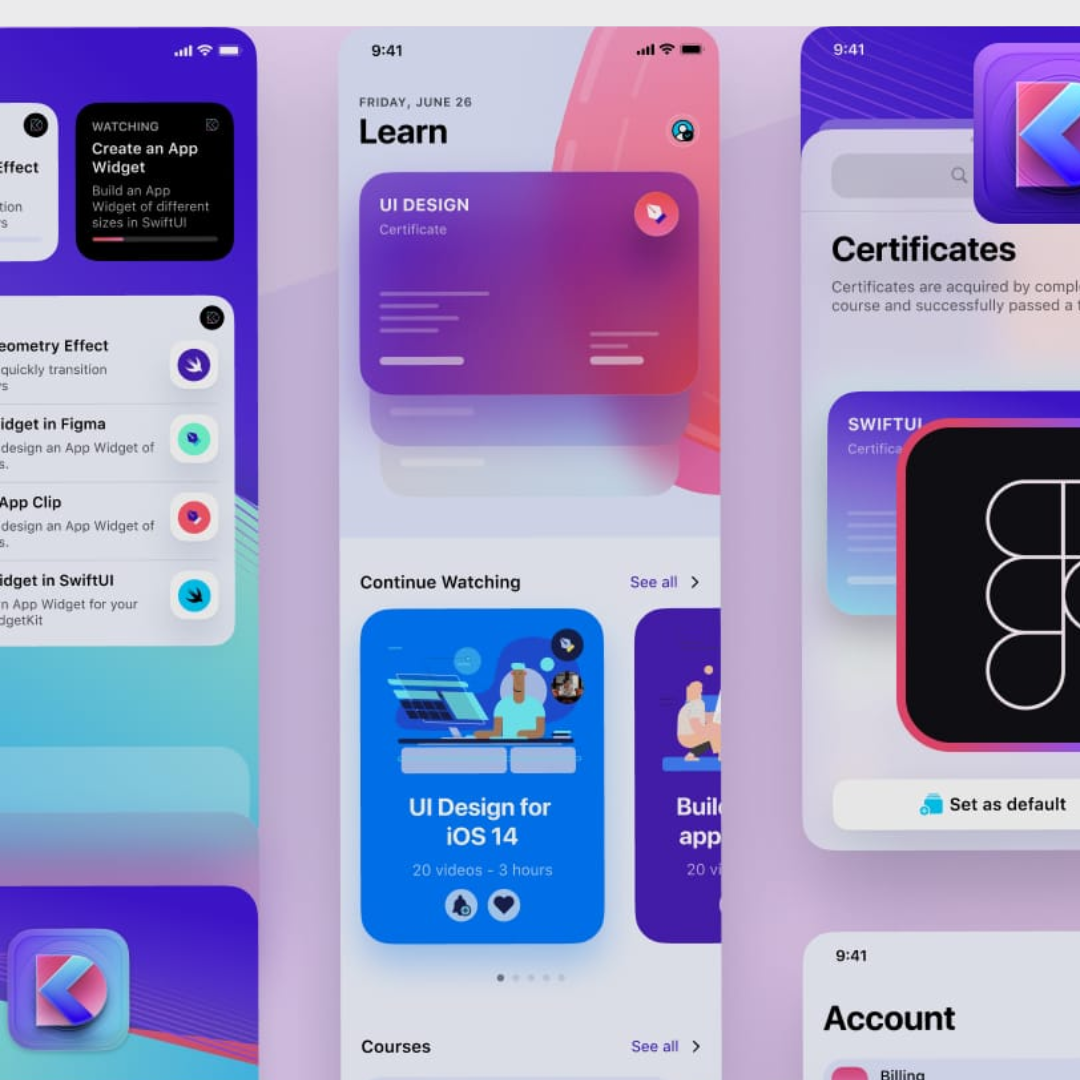 Effect
tion
s
WATCHING
Create an App
Widget
Build an App
Widget of different
sizes in SwiftUI
eometry Effect
quickly transition
s
idget in Figma
design an App Widget of
s.
App Clip
design an App Widget of
s.
idget in SwiftUI
n App Widget for your
dgetKit
9:41
FRIDAY, JUNE 26
Learn
UI DESIGN
Certificate
Continue Watching
See all
UI Design for
iOS 14
20 videos - 3 hours
Buil
app
20 vi
Courses
See all
9:41
Certificates
Certificates are acquired by compl
course and successfully passed a t
SWIFTUI
Certifica
Set as default
9:41
Account
Billing